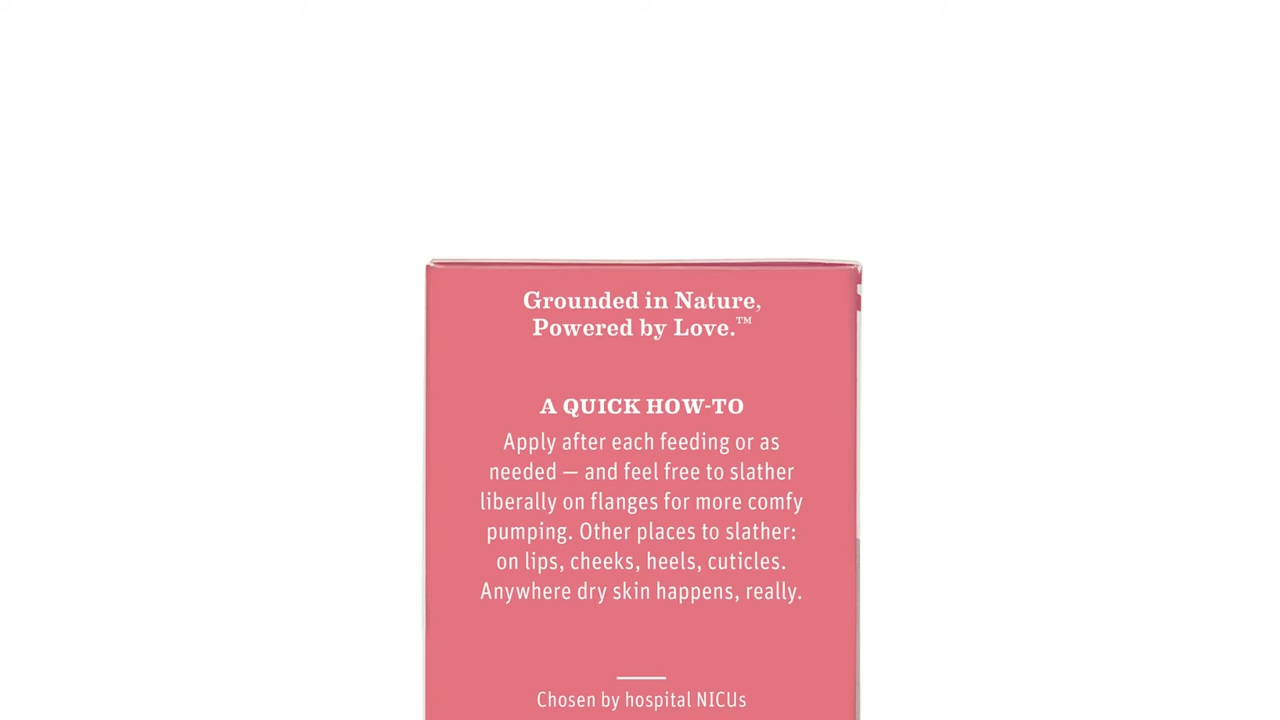 Grounded in Nature,
Powered by Love.™
A QUICK HOW-TO
Apply after each feeding or as
needed — and feel free to slather
liberally on flanges for more comfy
pumping. Other places to slather:
on lips, cheeks, heels, cuticles.
Anywhere dry skin happens, really.
Chosen by hospital NICUs